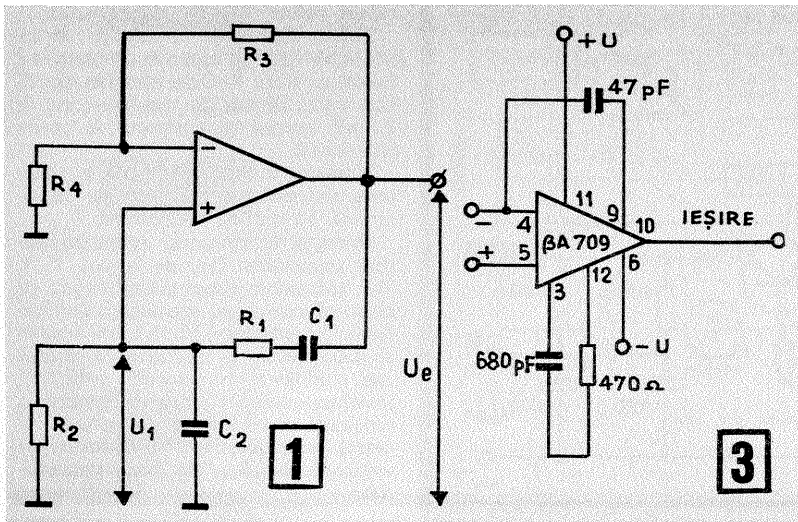 R3
R4
−
+
R1
C1
R2
U1
C2
Ue
1
+U
47pF
−
+
4
5
11
9
10
βA 709
IEȘIRE
3
12
6
680pF
470Ω
−U
3